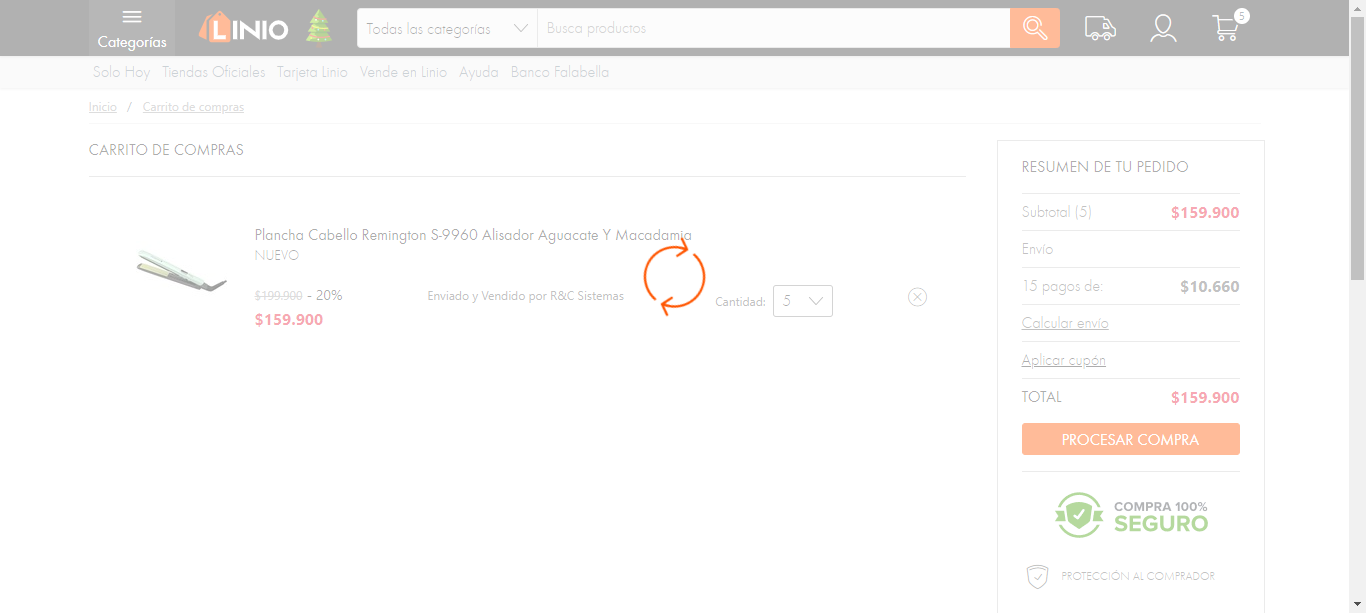 Categorías
LINIO
Todas las categorías
Busca productos
5
Solo Hoy Tiendas Oficiales Tarjeta Linio Vende en Linio Ayuda Banco Falabella
Inicio / Carrito de compras
CARRITO DE COMPRAS
Plancha Cabello Remington S-9960 Alisador Aguacate Y Macadamia
NUEVO
$199.900 - 20%
$159.900
Enviado y Vendido por R&C Sistemas
Cantidad: 5
RESUMEN DE TU PEDIDO
Subtotal (5) $159.900
Envío
15 pagos de: $10.660
Calcular envío
Aplicar cupón
TOTAL $159.900
PROCESAR COMPRA
COMPRA 100%
SEGURO
PROTECCIÓN AL COMPRADOR